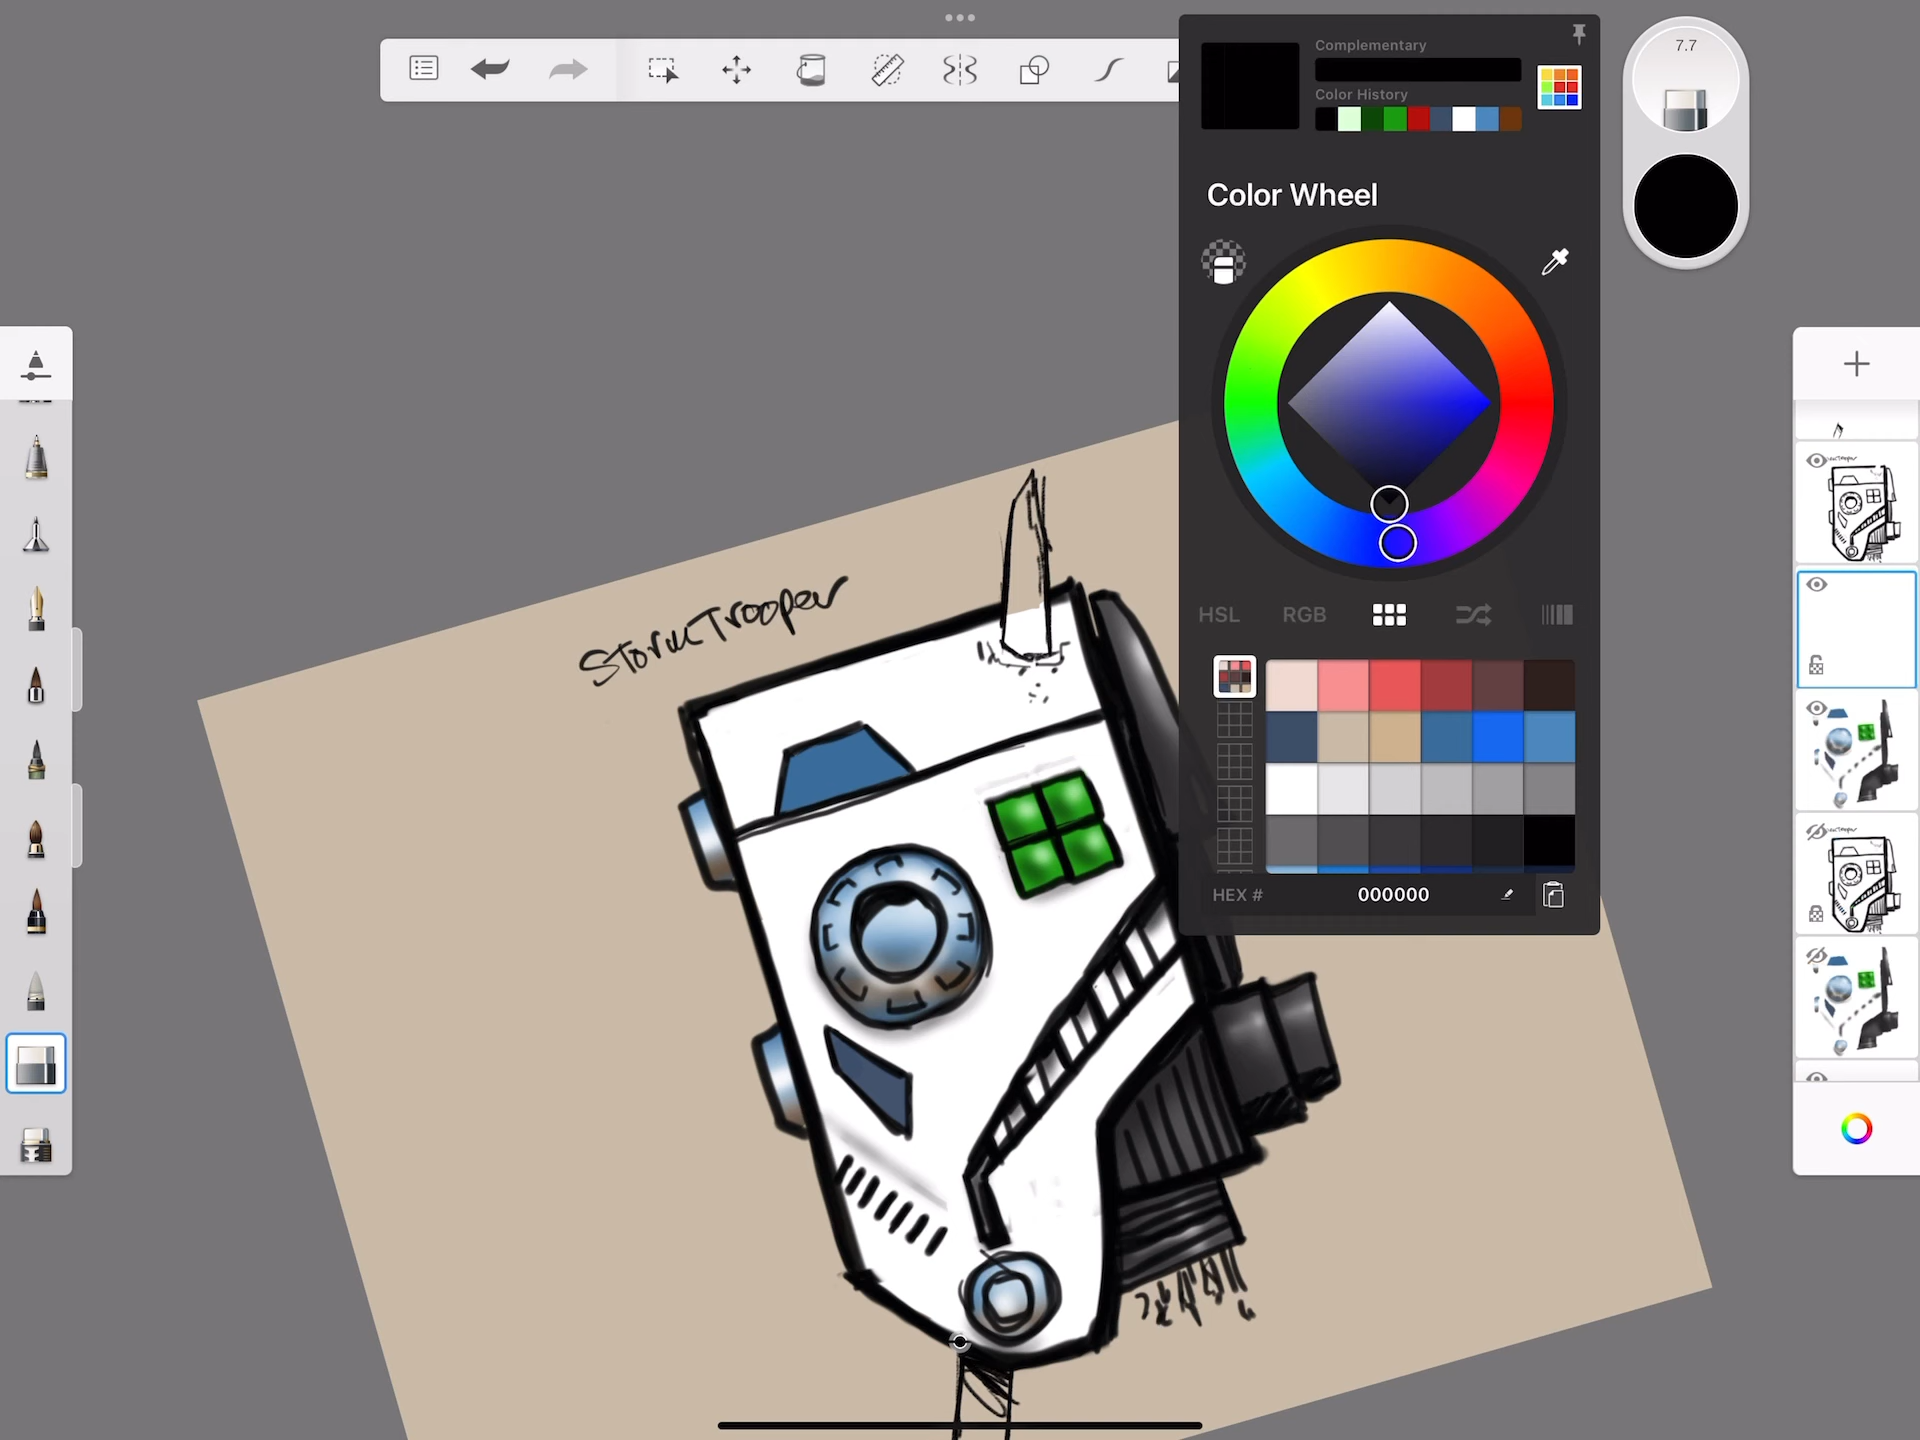 7.7
Complementary
Color History
Color Wheel
HSL RGB
HEX # 000000
StormTrooper